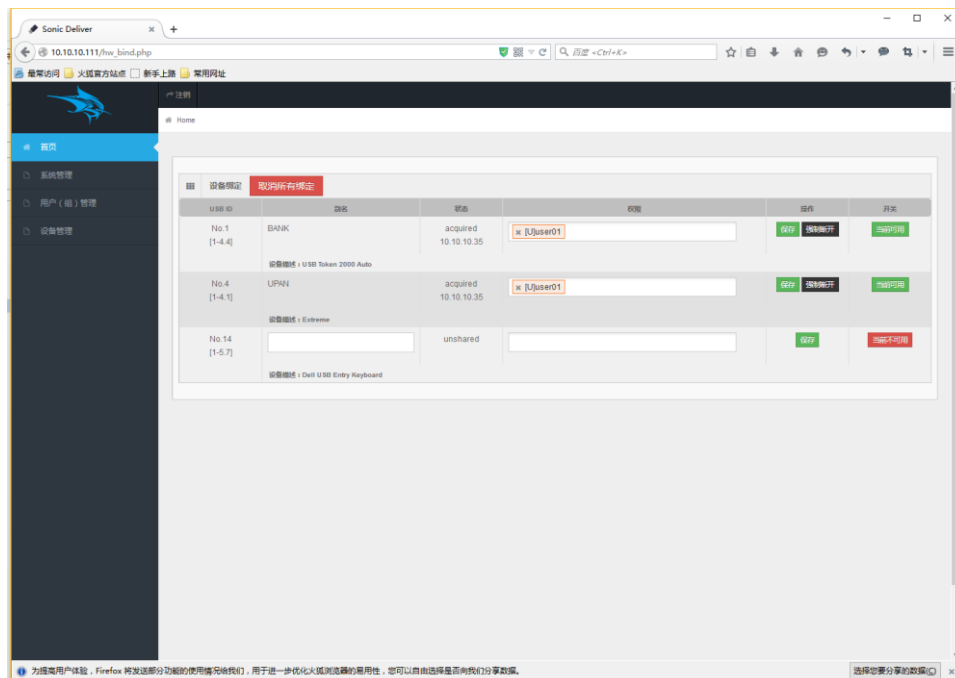 Sonic Deliver
10.10.10.111/hw_bind.php
百度 <Ctrl+K>
最常访问 火狐官方站点 新手上路 常用网址
注销
Home
首页
系统管理
用户(组)管理
设备管理
设备绑定 取消所有绑定
USB ID 别名 状态 权限 操作 开关
No.1 BANK acquired [U]user01 保存 强制断开 当前可用
[1-4.4] 10.10.10.35
设备描述:USB Token 2000 Auto
No.4 UPAN acquired [U]user01 保存 强制断开 当前可用
[1-4.1] 10.10.10.35
设备描述:Extreme
No.14 unshared 保存 当前不可用
[1-5.7]
设备描述:Dell USB Entry Keyboard
为提高用户体验,Firefox 将发送部分功能的使用情况给我们,用于进一步优化火狐浏览器的易用性,您可以自由选择是否向我们分享数据。 选择您要分享的数据(C)